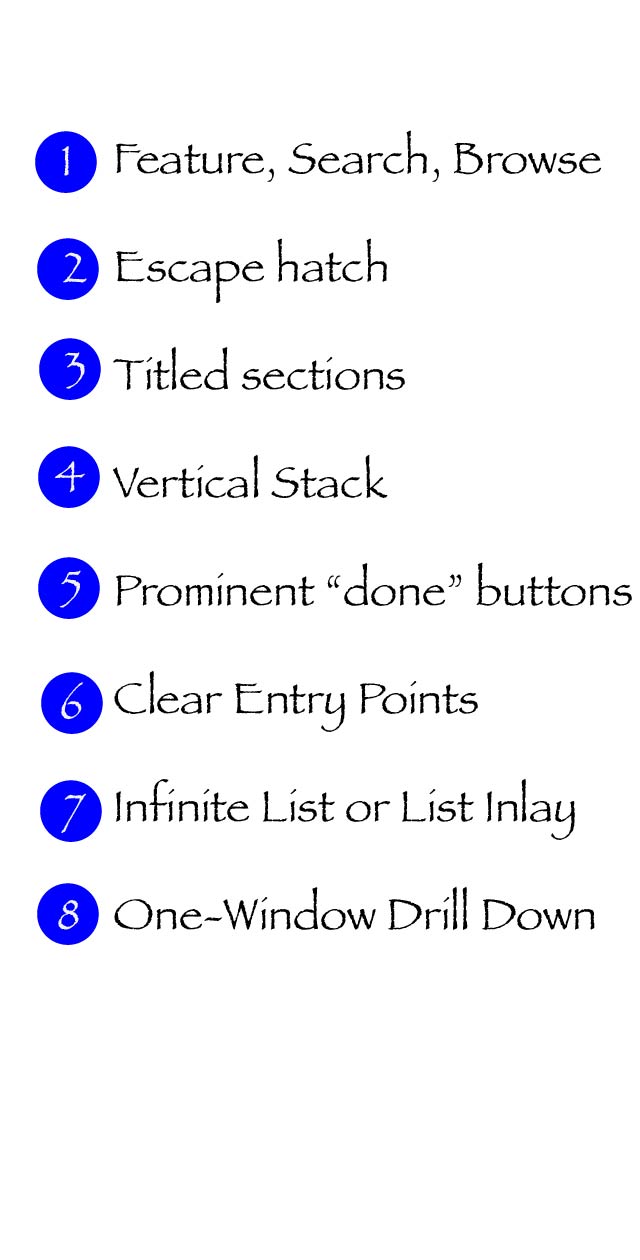 1 Feature, Search, Browse
2 Escape hatch
3 Titled sections
4 Vertical Stack
5 Prominent “done” buttons
6 Clear Entry Points
7 Infinite List or List Inlay
8 One-Window Drill Down